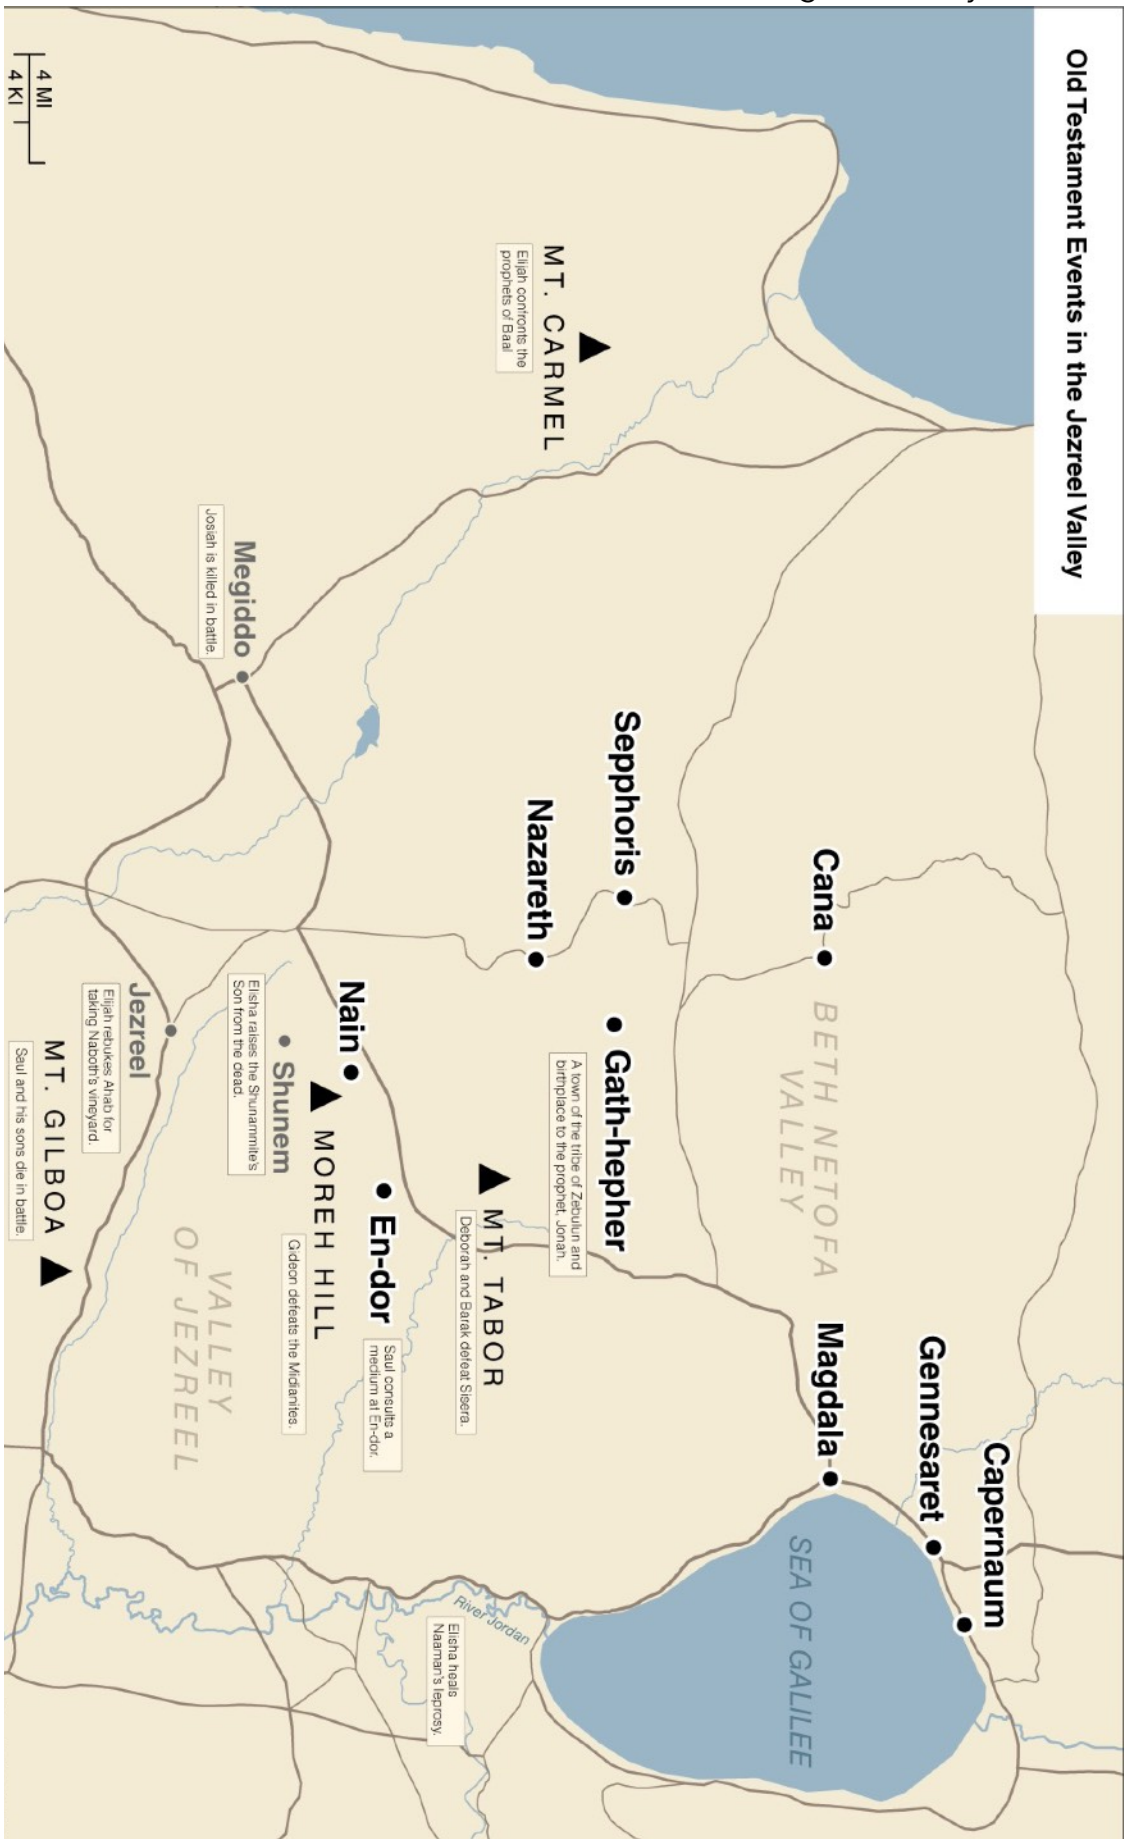 Old Testament Events in the Jezreel Valley
4 MI
4 KI
MT. CARMEL
Elijah confronts the
prophets of Baal
Megiddo
Josiah is killed in battle.
Sepphoris
Nazareth
Cana
BETH NETOFA
VALLEY
Gath-hepher
A town of the tribe of Zebulun and
birthplace to the prophet, Jonah.
Nain
Shunem
Elisha raises the Shunammite's
Son from the dead.
Jezreel
Elijah rebukes Ahab for
taking Naboth's vineyard.
MT. GILBOA
Saul and his sons die in battle.
MOREH HILL
Gideon defeats the Midianites.
En-dor
Saul consults a
medium at En-dor.
MT. TABOR
Deborah and Barak defeat Sisera.
VALLEY
OF JEZREEL
Magdala
Gennesaret
Capernaum
SEA OF GALILEE
River Jordan
Elisha heals
Naaman's leprosy.